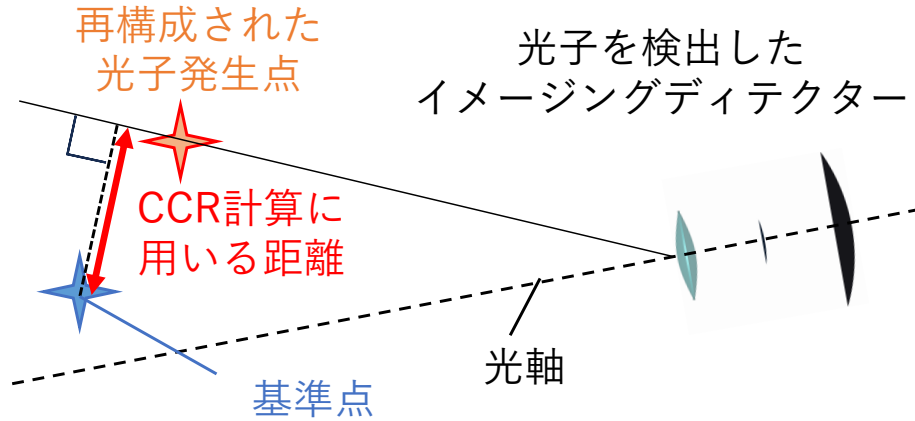 再構成された
光子発生点
光子を検出した
イメージングディテクター
CCR計算に
用いる距離
光軸
基準点